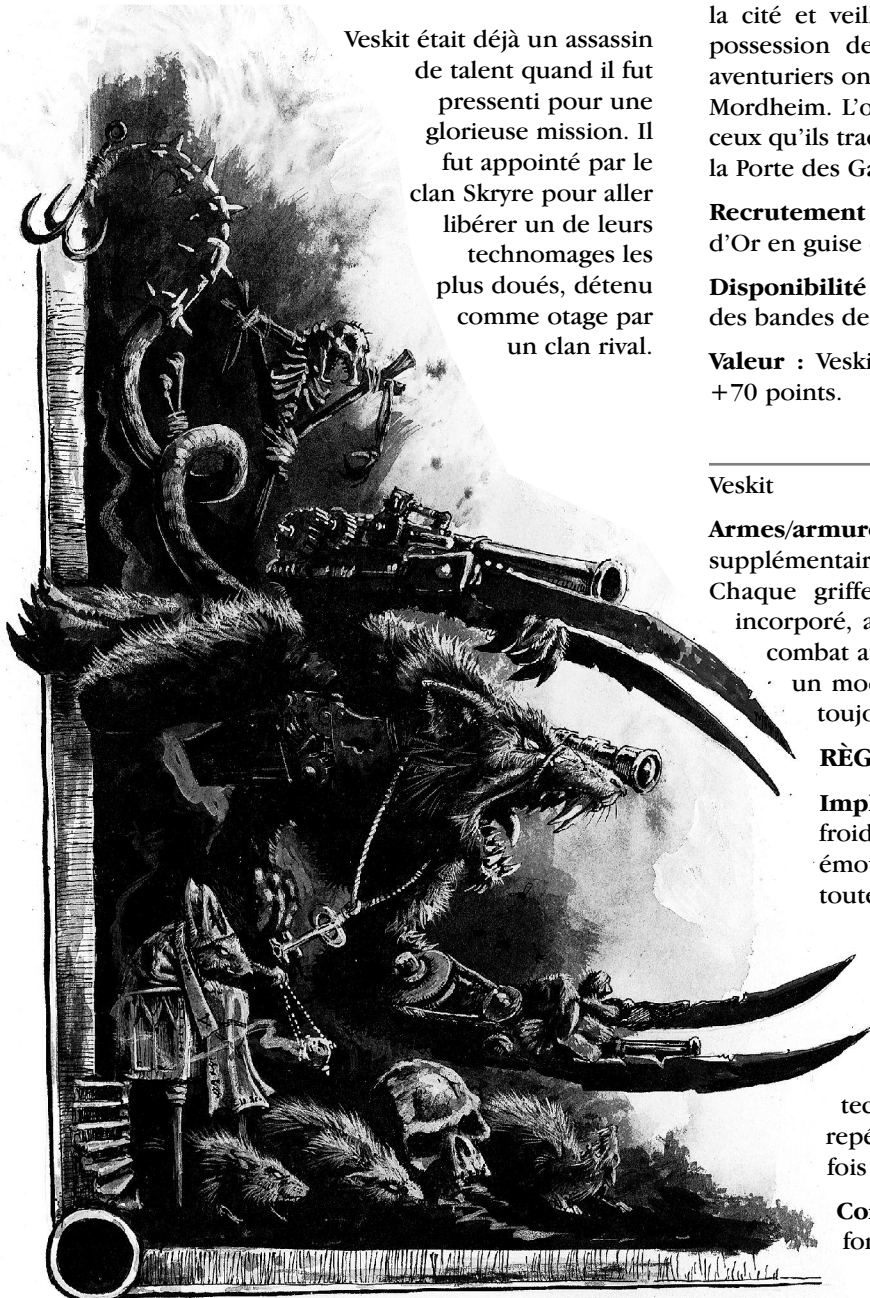 Veskit était déjà un assassin
de talent quand il fut
pressenti pour une
glorieuse mission. Il
fut appointé par le
clan Skryre pour aller
libérer un de leurs
technomages les
plus doués, détenu
comme otage par
un clan rival.
la cité et veill
possession de
aventuriers on
Mordheim. L'o
ceux qu'ils trac
la Porte des Ga
Recrutement
d'Or en guise
Disponibilité
des bandes de
Valeur : Veski
+70 points.
Veskit
Armes/armure
supplémentair
Chaque griffe
incorporé, a
combat a
un moc
toujo
RÈG
Impl
froid
émo
toute
tec
repé
fois
Cor
for